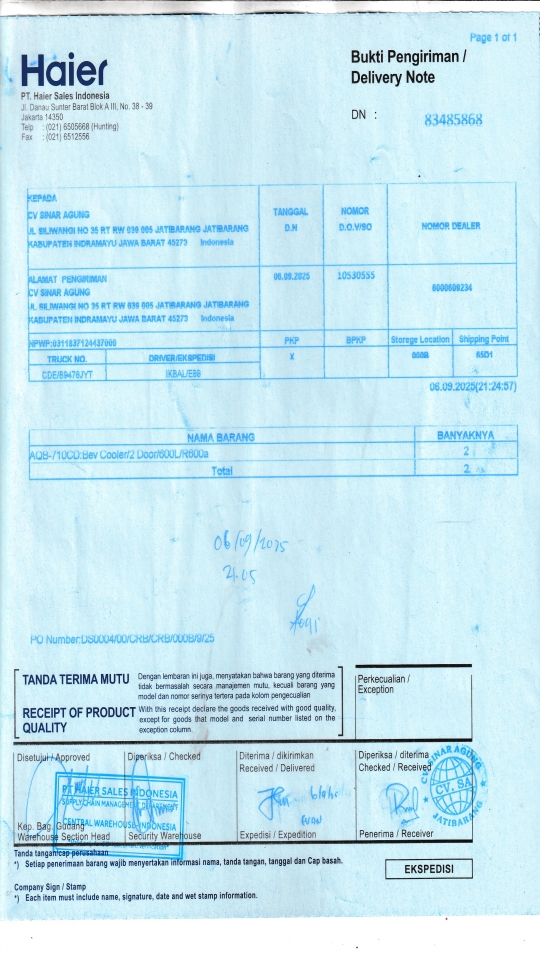 Page 1 of 1
Haier
Bukti Pengiriman /
Delivery Note
PT. Haier Sales Indonesia
Jl. Danau Sunter Barat Blok A III, No. 38 - 39
Jakarta 14350
Telp : (021) 6505668 (Hunting)
Fax : (021) 6512556
DN : 83485868
KEPADA
CV SINAR AGUNG
JL SILIWANGI NO 35 RT RW 039 005 JATIBARANG JATIBARANG
KABUPATEN INDRAMAYU JAWA BARAT 45273 Indonesia
TANGGAL
D.N
NOMOR
D.O.V/SO
NOMOR DEALER
ALAMAT PENGIRIMAN
CV SINAR AGUNG
JL SILIWANGI NO 35 RT RW 039 005 JATIBARANG JATIBARANG
KABUPATEN INDRAMAYU JAWA BARAT 45273 Indonesia
06.09.2025
10530555
NPWP:0311837124437000
PKP
BPKP
Storege Location
Shipping Point
TRUCK NO.
DRIVER/EKSPEDISI
X
000B
65D1
06.09.2025(21:24:57)
NAMA BARANG
BANYAKNYA
AQB-710CD:Bev Cooler/2 Door/600L/R600a
2
Total
2
06/09/2025
21.05
PO Number:DS0004/00/CRB/CRB/000B/9/25
TANDA TERIMA MUTU
RECEIPT OF PRODUCT
QUALITY
Dengan lembaran ini juga, menyatakan bahwa barang yang diterima
tidak bermasalah secara manajemen mutu, kecuali barang yang
model dan nomor serinya tertera pada kolom pengecualian
With this receipt declare the goods received with good quality,
except for goods that model and serial number listed on the
exception column.
Perkecualian /
Exception
Disetujui / Approved
Diperiksa / Checked
Diterima / dikirimkan
Received / Delivered
Diperiksa / diterima
Checked / Received
PT HAIER SALES INDONESIA
SUPPLY CHAIN MANAGEMENT DEPARTMENT
CENTRAL WAREHOUSE-INDONESIA
CV. SINAR AGUNG
CV. SA
JATIBARANG
Kep. Bag. Gudang
Warehouse Section Head
Security Warehouse
Expedisi / Expedition
Penerima / Receiver
Tanda tangan/cap perusahaan
*) Setiap penerimaan barang wajib menyertakan informasi nama, tanda tangan, tanggal dan Cap basah.
EKSPEDISI
Company Sign / Stamp
*) Each item must include name, signature, date and wet stamp information.